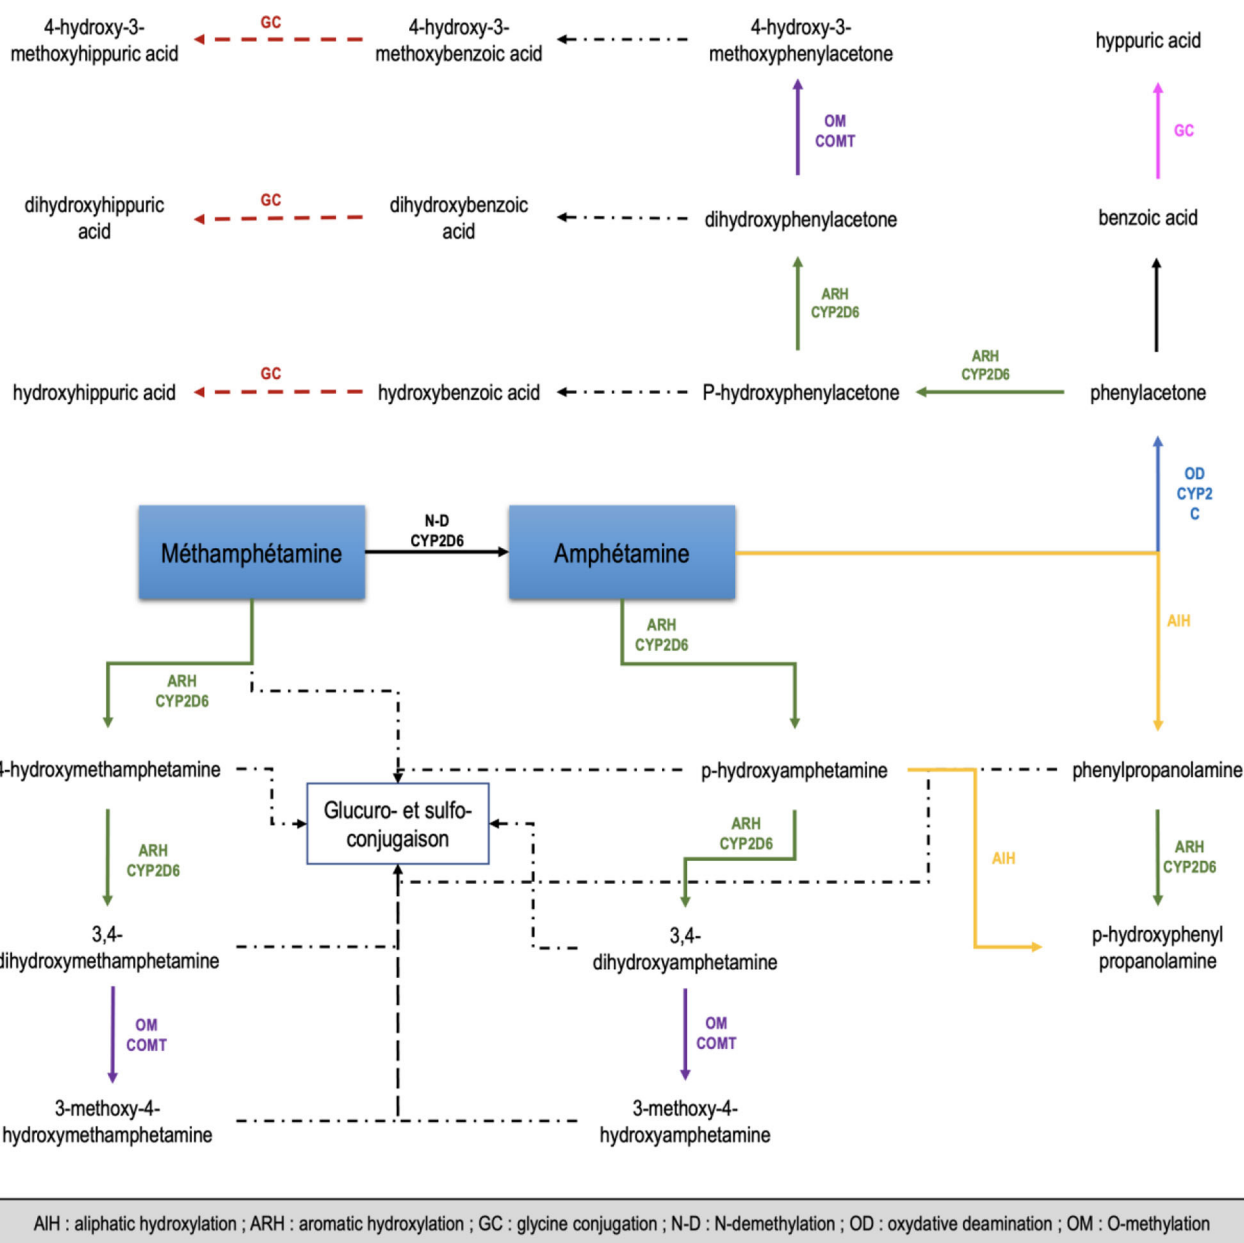 4-hydroxy-3-
methoxyhippuric acid
GC
4-hydroxy-3-
methoxybenzoic acid
4-hydroxy-3-
methoxyphenylacetone
hyppuric acid
OM
COMT
GC
dihydroxyhippuric
acid
GC
dihydroxybenzoic
acid
dihydroxyphenylacetone
benzoic acid
ARH
CYP2D6
hydroxyhippuric acid
GC
hydroxybenzoic acid
P-hydroxyphenylacetone
ARH
CYP2D6
phenylacetone
OD
CYP2
C
Méthamphétamine
N-D
CYP2D6
Amphétamine
AlH
ARH
CYP2D6
ARH
CYP2D6
4-hydroxymethamphetamine
p-hydroxyamphetamine
phenylpropanolamine
Glucuro- et sulfo-
conjugaison
ARH
CYP2D6
ARH
CYP2D6
AlH
ARH
CYP2D6
3,4-
dihydroxymethamphetamine
3,4-
dihydroxyamphetamine
p-hydroxyphenyl
propanolamine
OM
COMT
OM
COMT
3-methoxy-4-
hydroxymethamphetamine
3-methoxy-4-
hydroxyamphetamine
AlH : aliphatic hydroxylation ; ARH : aromatic hydroxylation ; GC : glycine conjugation ; N-D : N-demethylation ; OD : oxydative deamination ; OM : O-methylation